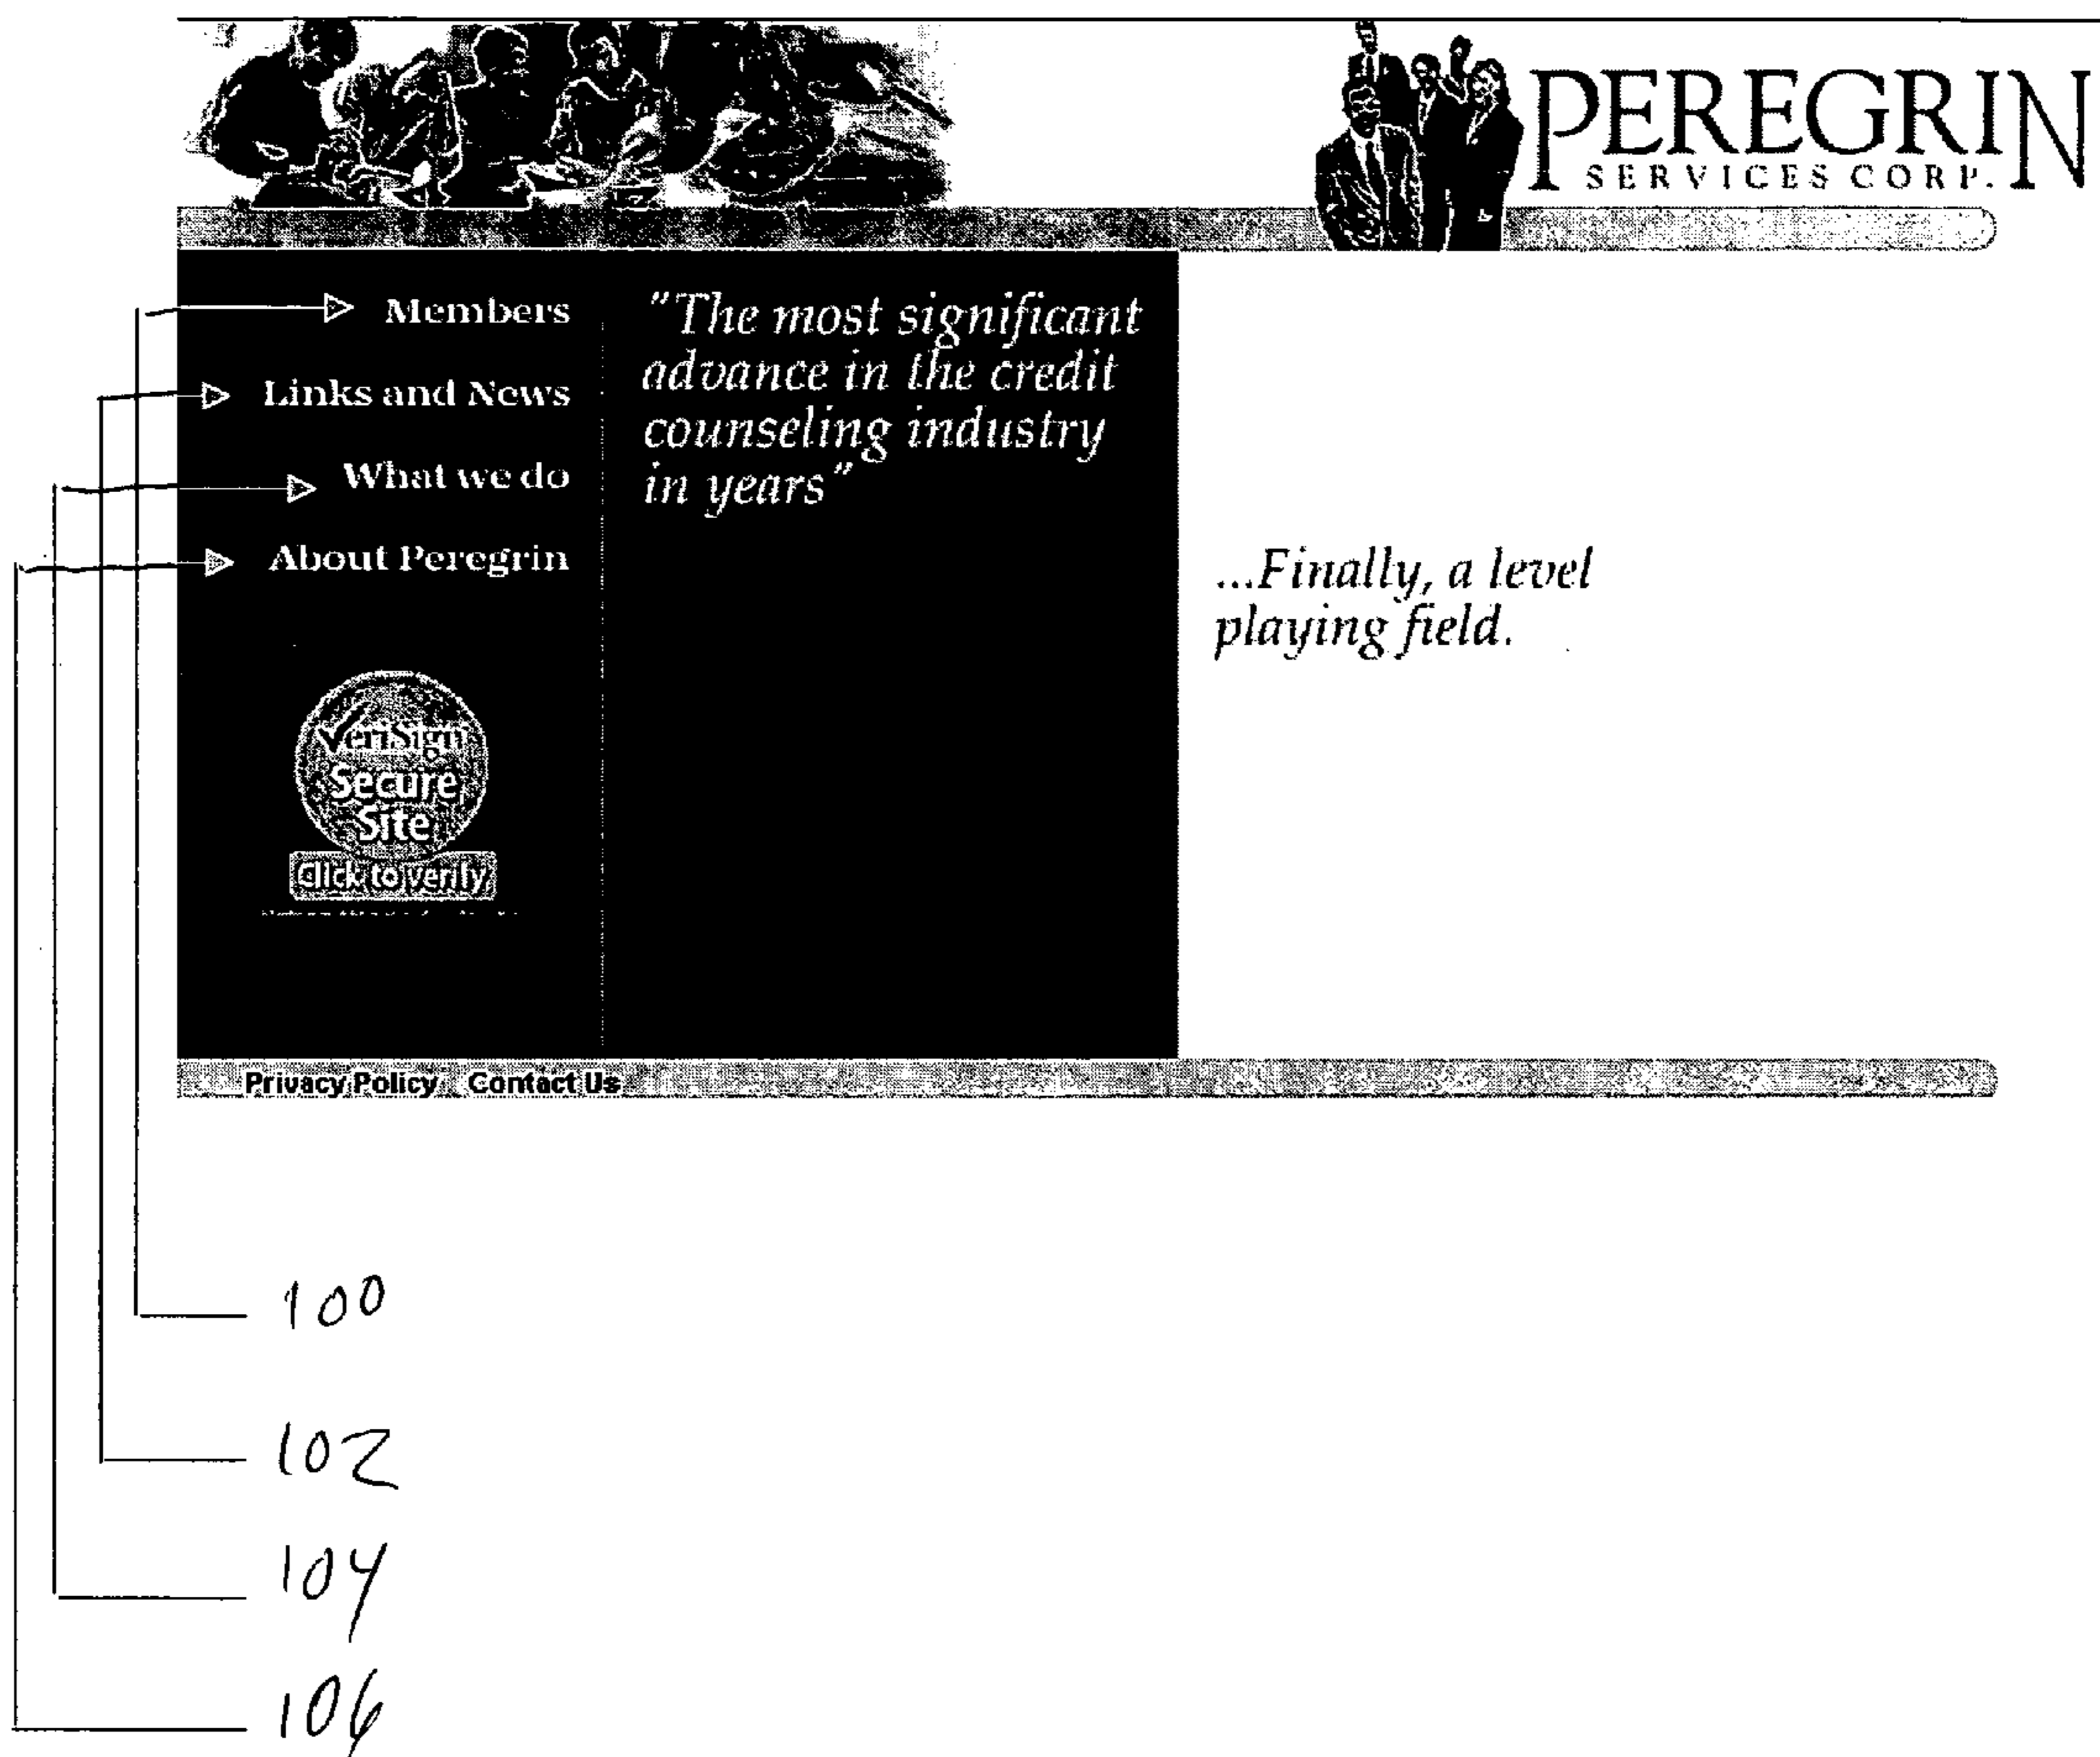 PEREGRIN
SERVICES CORP.
Members
Links and News
What we do
About Peregrin
"The most significant
advance in the credit
counseling industry
in years"
...Finally, a level
playing field.
VeriSign
Secure
Site
Click to verify
Privacy Policy Contact Us
100
102
104
106